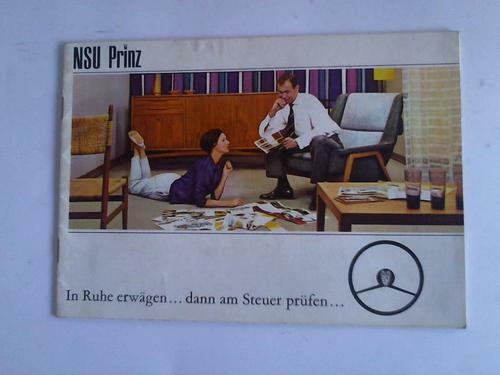 NSU Prinz
In Ruhe erwägen... dann am Steuer prüfen...